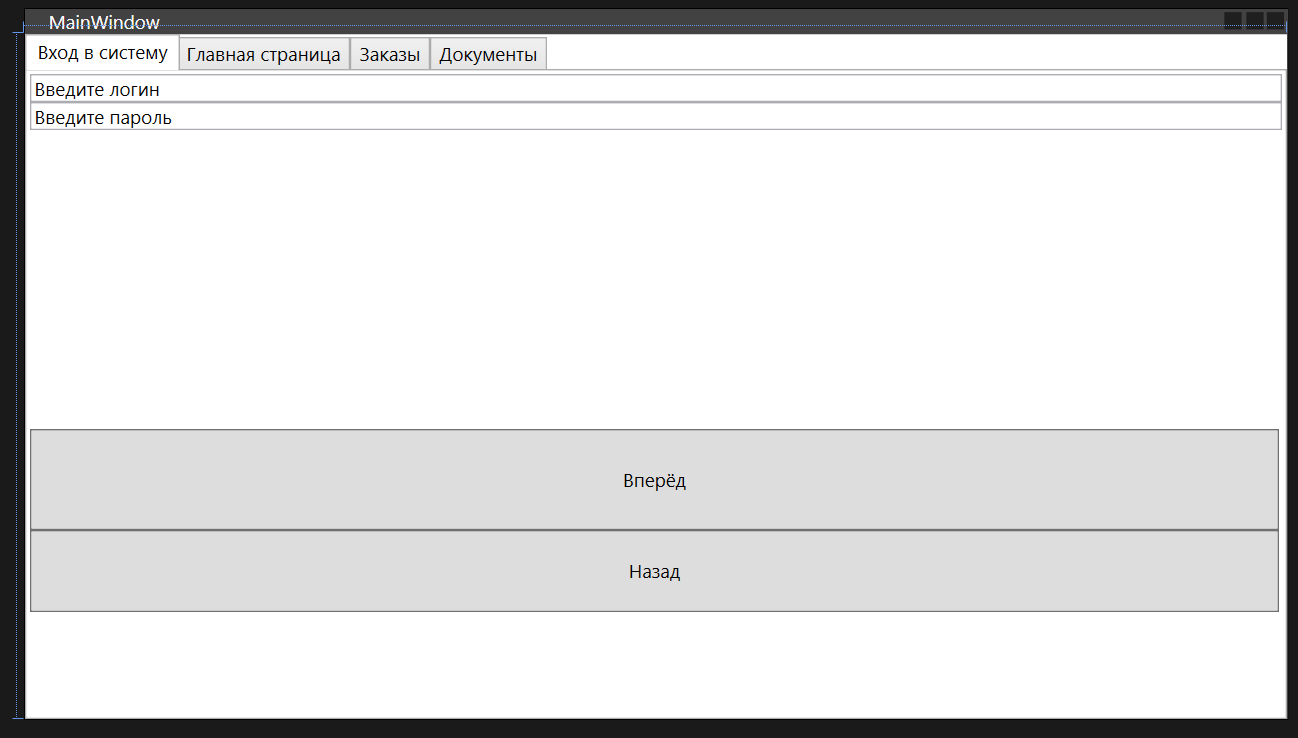 MainWindow
Вход в систему Главная страница Заказы Документы
Введите логин
Введите пароль
Вперёд
Назад